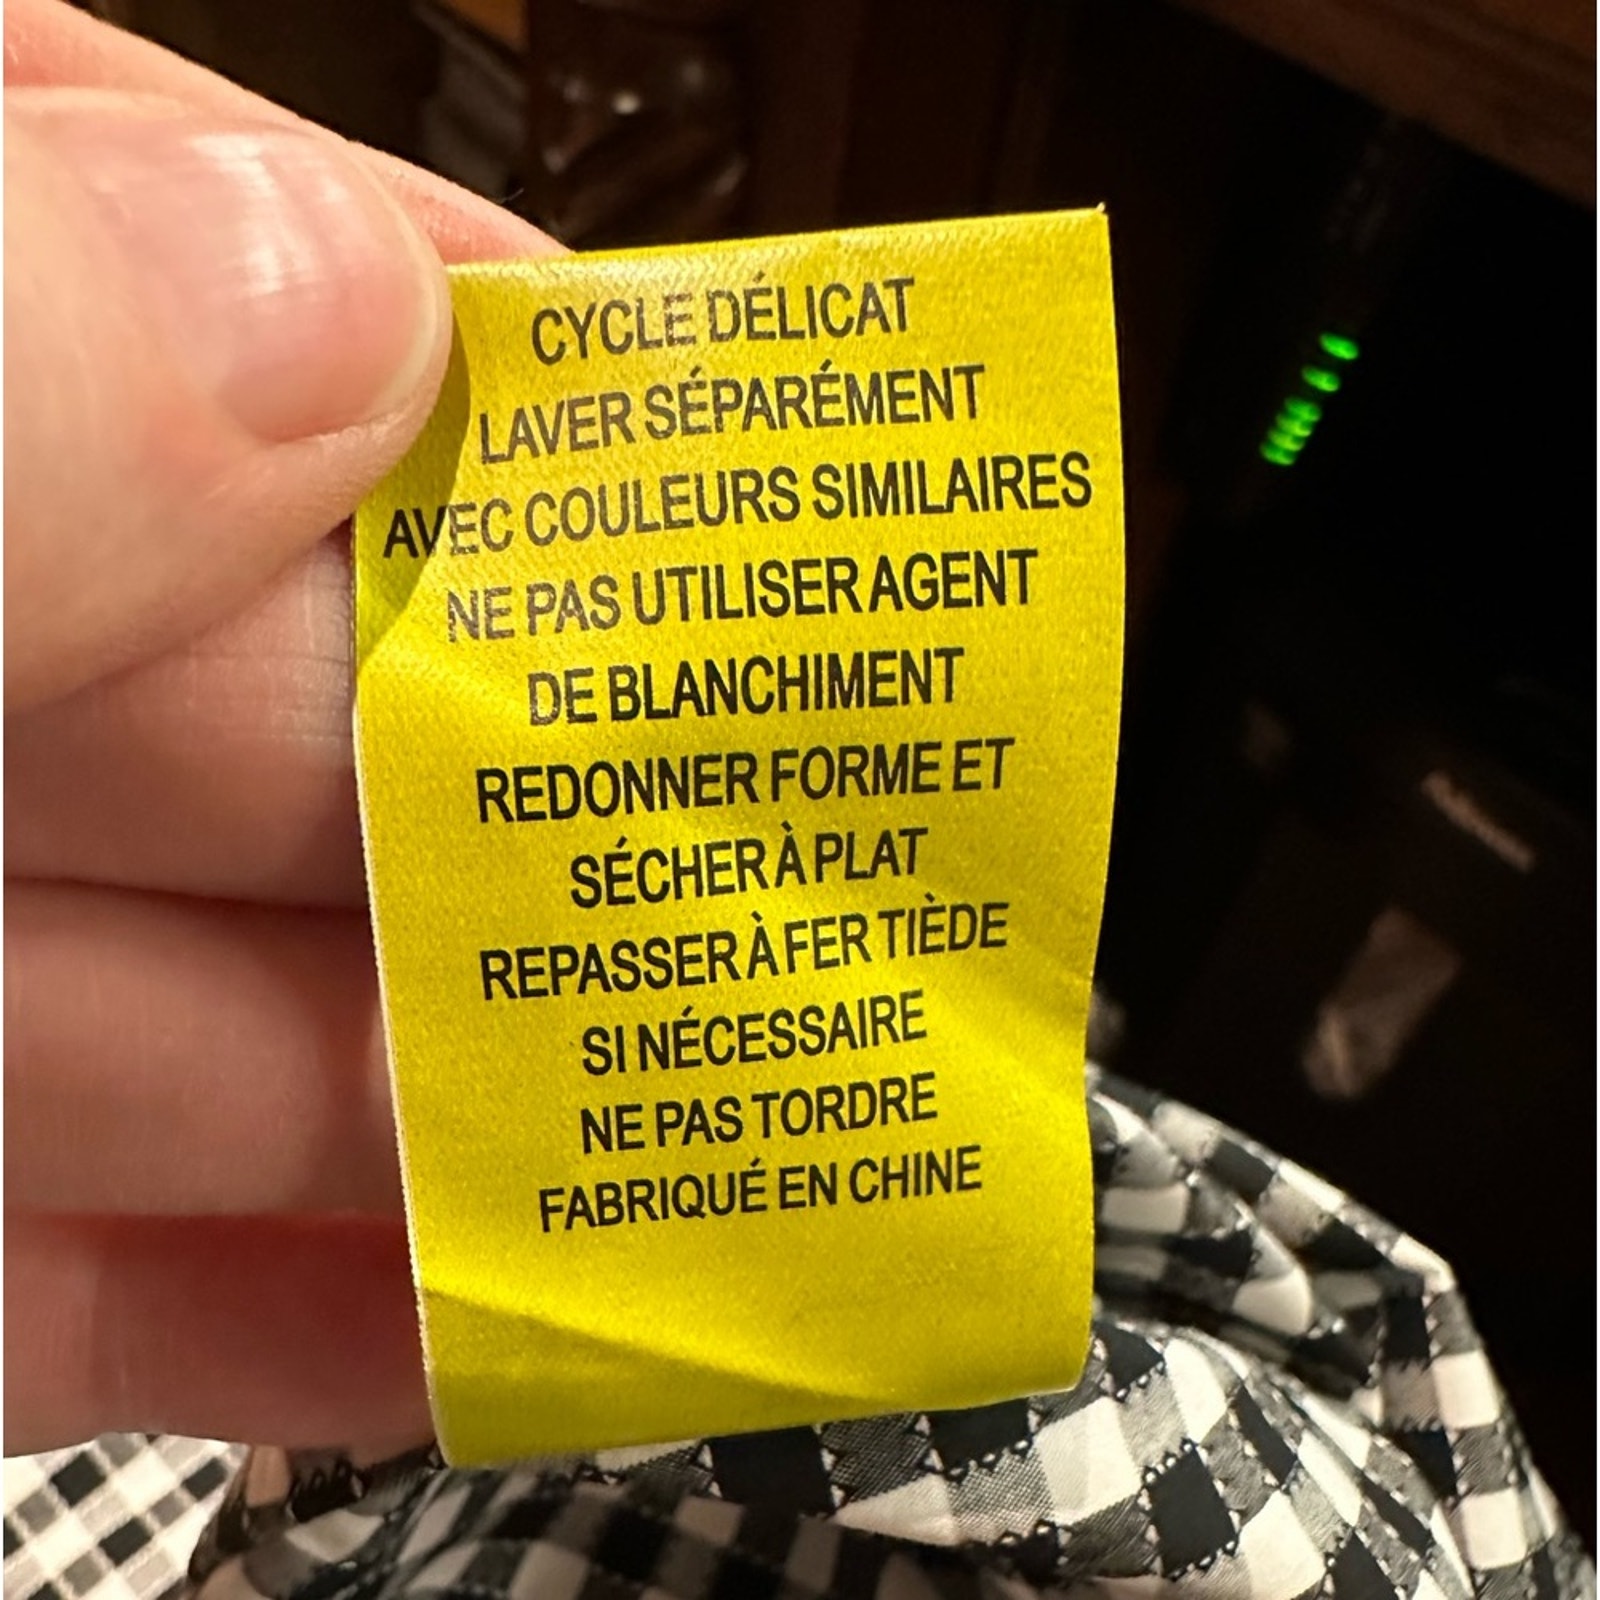 CYCLE DÉLICAT
LAVER SÉPARÉMENT
AVEC COULEURS SIMILAIRES
NE PAS UTILISER AGENT
DE BLANCHIMENT
REDONNER FORME ET
SÉCHER À PLAT
REPASSER À FER TIÈDE
SI NÉCESSAIRE
NE PAS TORDRE
FABRIQUÉ EN CHINE